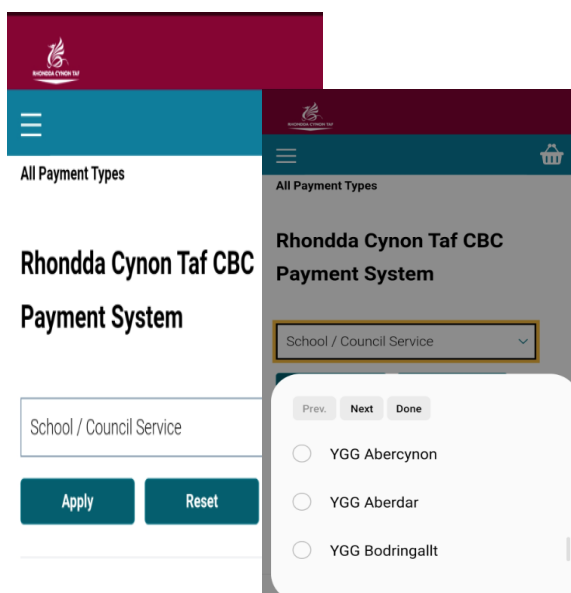 RHONDDA CYNON TAF
All Payment Types
Rhondda Cynon Taf CBC
Payment System
School / Council Service
Apply
Reset
RHONDDA CYNON TAF
All Payment Types
Rhondda Cynon Taf CBC
Payment System
School / Council Service
Prev.
Next
Done
YGG Abercynon
YGG Aberdar
YGG Bodringallt